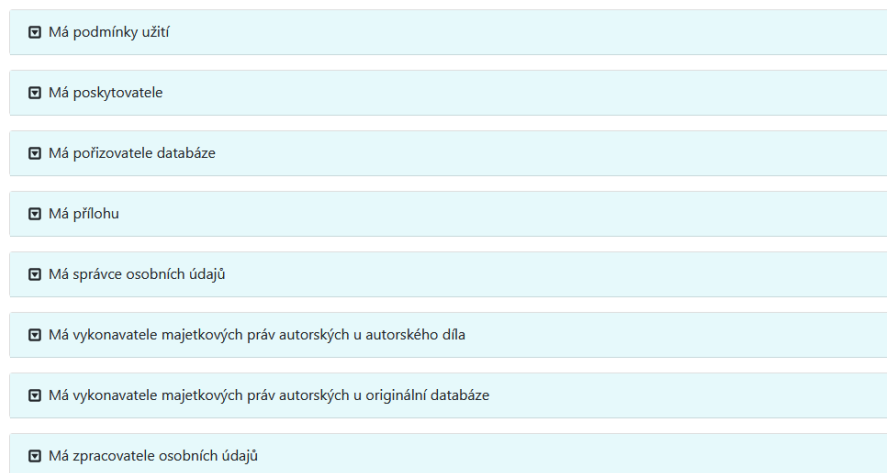 Má podmínky užití
Má poskytovatele
Má pořizovatele databáze
Má přílohu
Má správce osobních údajů
Má vykonavatele majetkových práv autorských u autorského díla
Má vykonavatele majetkových práv autorských u originální databáze
Má zpracovatele osobních údajů